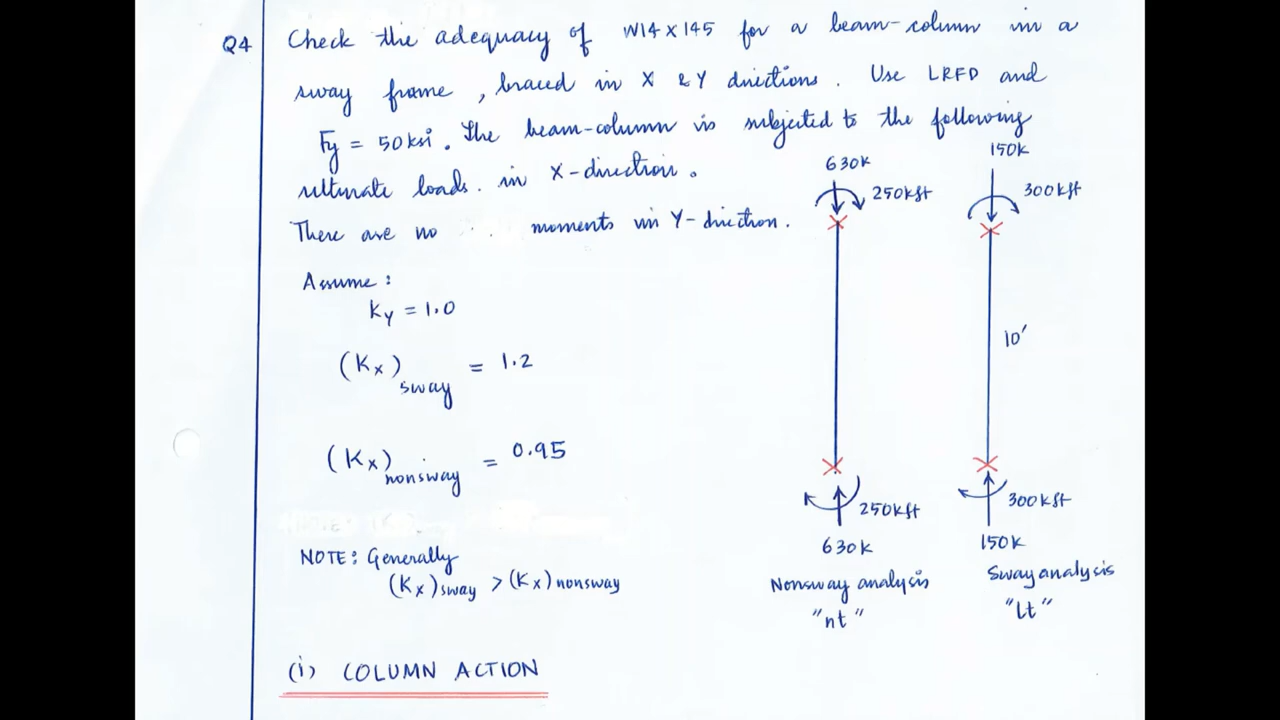 Q4 Check the adequacy of W14 x 145 for a beam-column in a
sway frame, braced in X & Y directions. Use LRFD and
Fy = 50 ksi. The beam-column is subjected to the following
ultimate loads. in X-direction.
There are no moments in Y-direction.
Assume:
ky = 1.0
(Kx)sway = 1.2
(Kx)nonsway = 0.95
NOTE: Generally
(Kx)sway > (Kx)nonsway
630k
250kft
250kft
630k
Nonsway analysis
"nt"
150k
300kft
10'
300kft
150k
Sway analysis
"lt"
(i) COLUMN ACTION